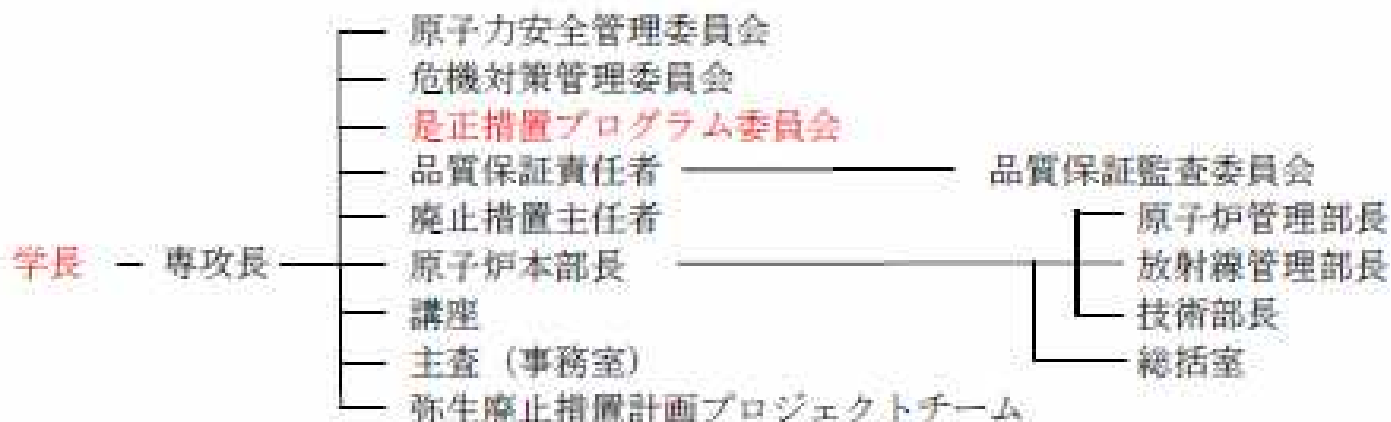 原子力安全管理委員会
危機対策管理委員会
是正措置プログラム委員会
品質保証責任者 品質保証監査委員会
廃止措置主任者 原子炉管理部長
学長 専攻長 原子炉本部長 放射線管理部長
講座 技術部長
主査（事務室） 総括室
弥生廃止措置計画プロジェクトチーム